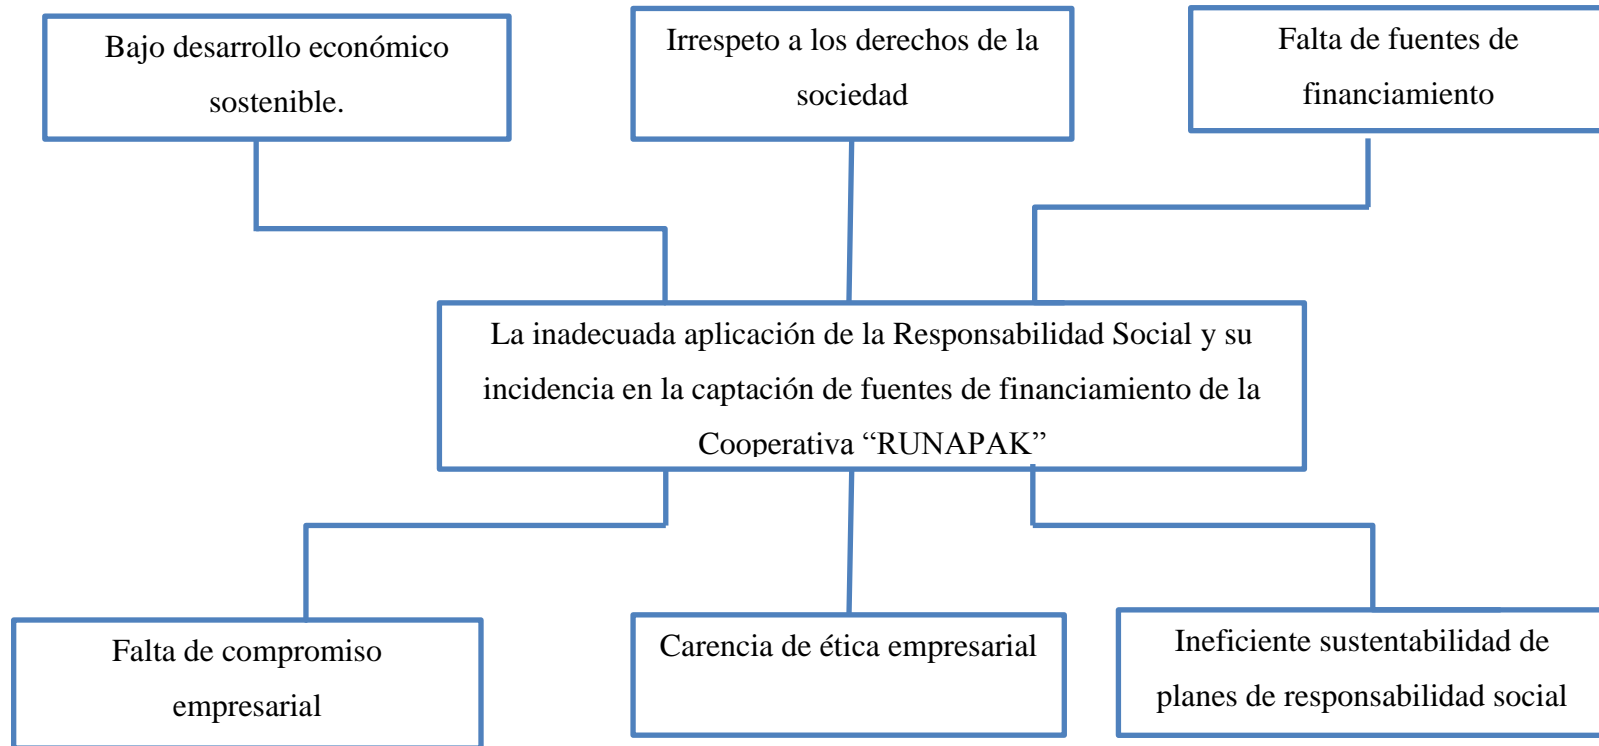 Bajo desarrollo económico
sostenible.
Irrespeto a los derechos de la
sociedad
Falta de fuentes de
financiamiento
La inadecuada aplicación de la Responsabilidad Social y su
incidencia en la captación de fuentes de financiamiento de la
Cooperativa “RUNAPAK”
Falta de compromiso
empresarial
Carencia de ética empresarial
Ineficiente sustentabilidad de
planes de responsabilidad social